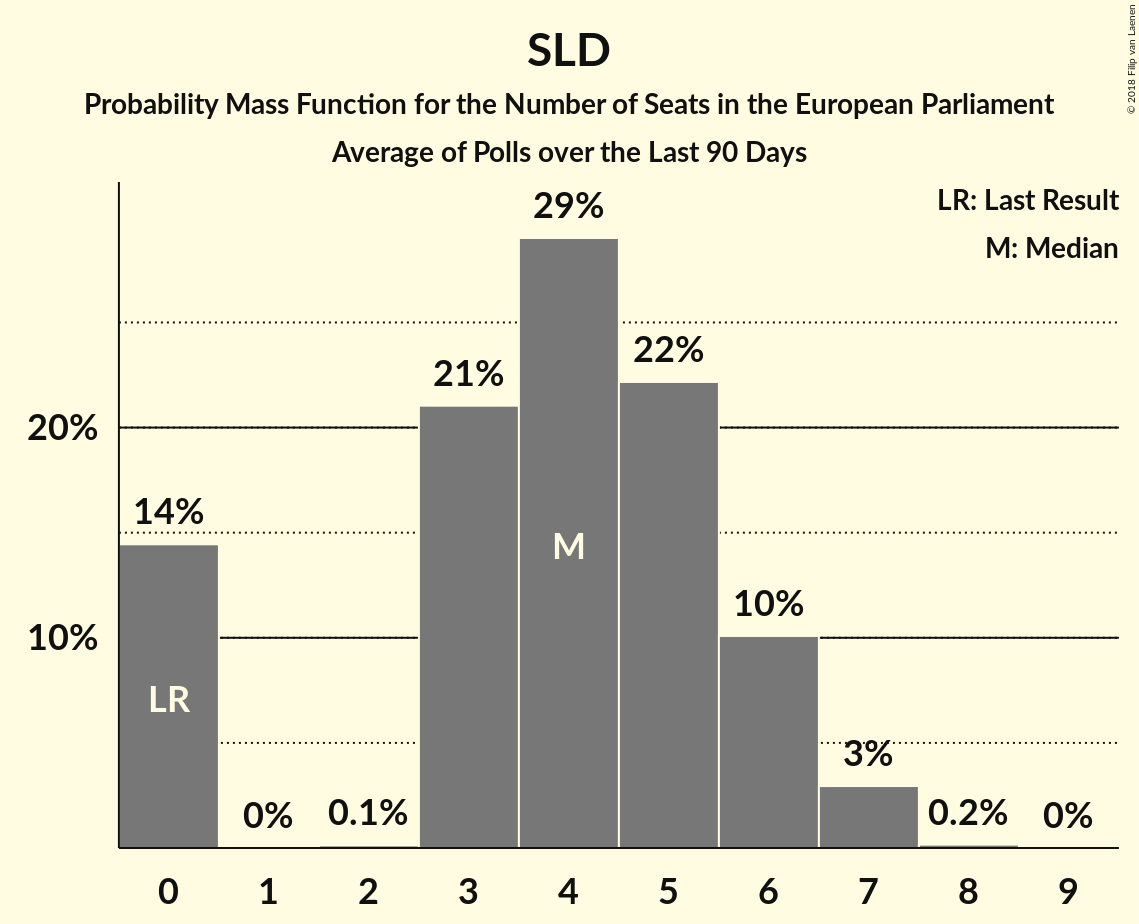 SLD
Probability Mass Function for the Number of Seats in the European Parliament
Average of Polls over the Last 90 Days
© 2018 Filip van Laenen
LR: Last Result
M: Median
29%
22%
21%
20%
14%
M
10%
10%
LR
3%
0%
0.1%
0.2%
0%
0 1 2 3 4 5 6 7 8 9